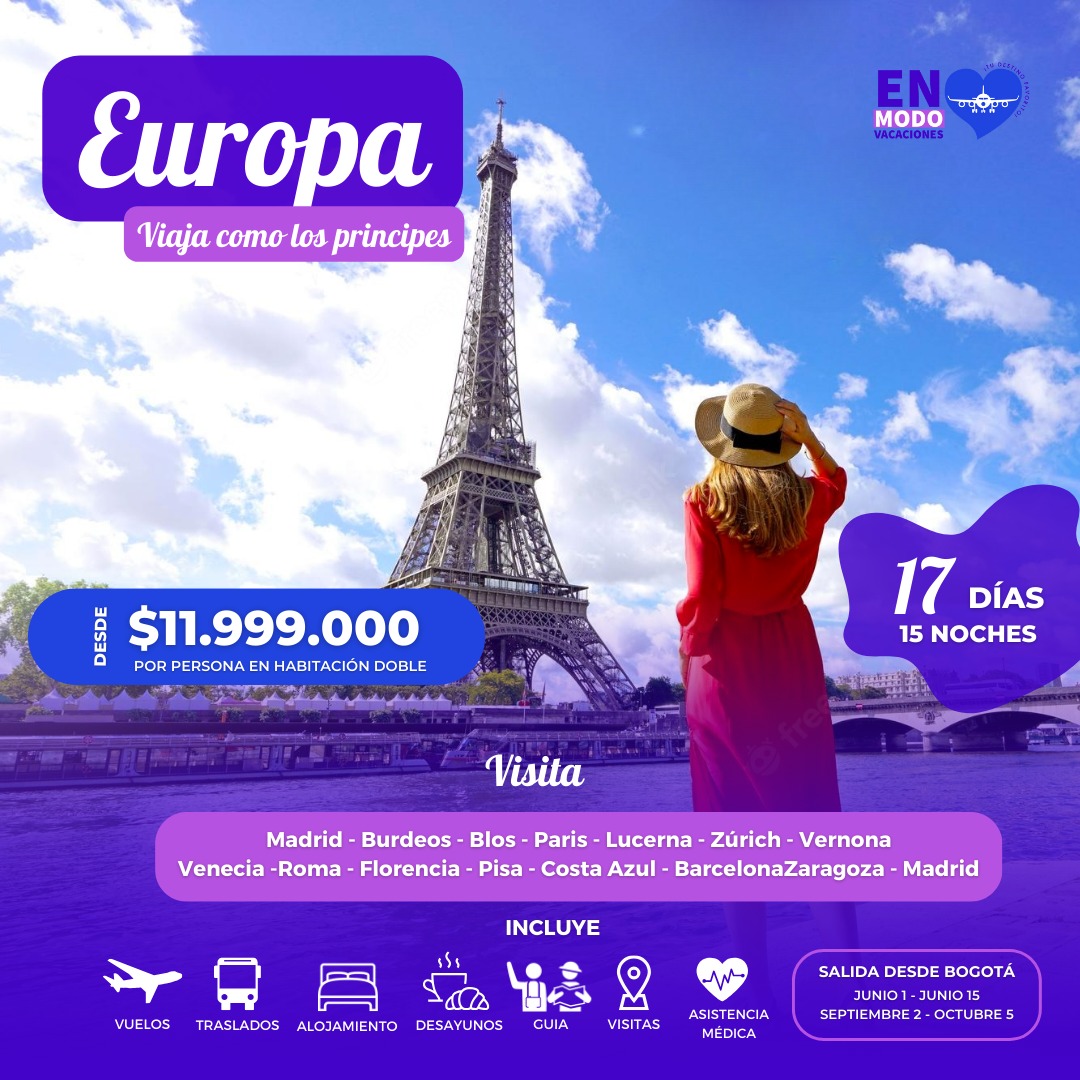 Europa
Viaja como los principes
EN
MODO
VACACIONES
¡TU DESTINO FAVORITO!
DESDE
$11.999.000
POR PERSONA EN HABITACIÓN DOBLE
17 DÍAS
15 NOCHES
Visita
Madrid - Burdeos - Blos - Paris - Lucerna - Zúrich - Vernona
Venecia -Roma - Florencia - Pisa - Costa Azul - BarcelonaZaragoza - Madrid
INCLUYE
VUELOS
TRASLADOS
ALOJAMIENTO
DESAYUNOS
GUIA
VISITAS
ASISTENCIA
MÉDICA
SALIDA DESDE BOGOTÁ
JUNIO 1 - JUNIO 15
SEPTIEMBRE 2 - OCTUBRE 5